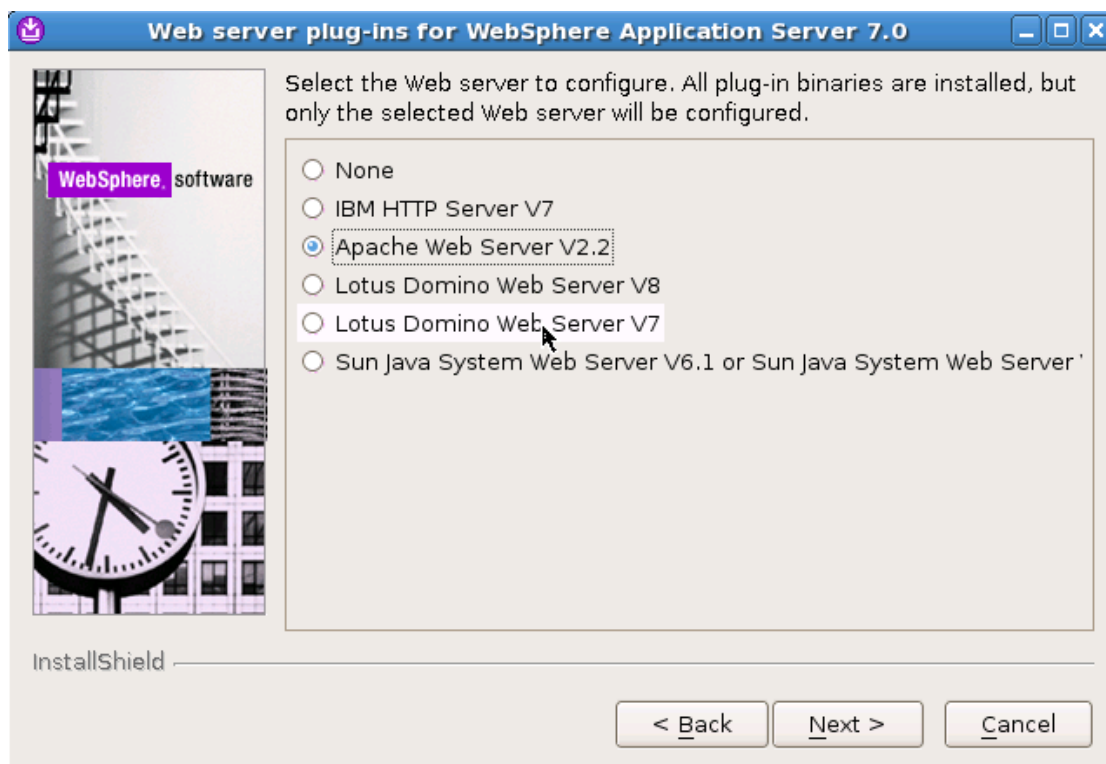 Web server plug-ins for WebSphere Application Server 7.0
Select the Web server to configure. All plug-in binaries are installed, but
only the selected Web server will be configured.
WebSphere. software
None
IBM HTTP Server V7
Apache Web Server V2.2
Lotus Domino Web Server V8
Lotus Domino Web Server V7
Sun Java System Web Server V6.1 or Sun Java System Web Server
InstallShield
< Back
Next >
Cancel